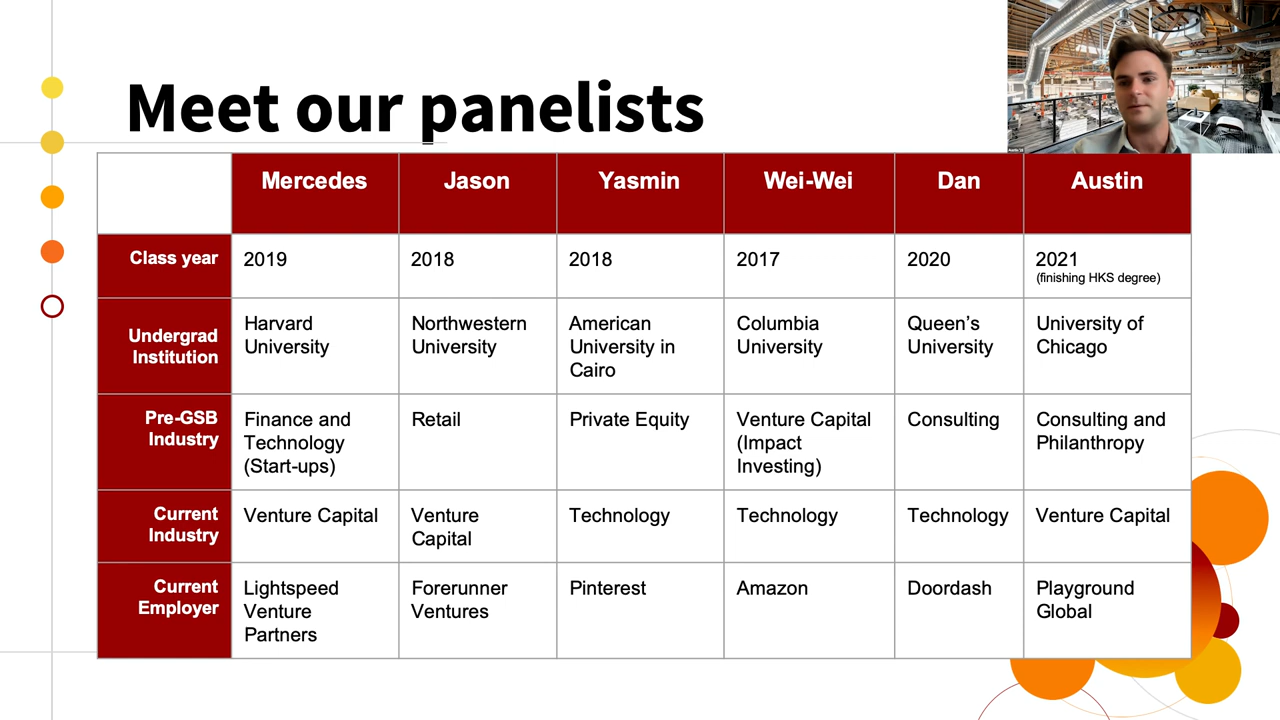 Meet our panelists
Mercedes
Jason
Yasmin
Wei-Wei
Dan
Austin
Class year
2019
2018
2018
2017
2020
2021
(finishing HKS degree)
Undergrad
Institution
Harvard
University
Northwestern
University
American
University in
Cairo
Columbia
University
Queen’s
University
University of
Chicago
Pre-GSB
Industry
Finance and
Technology
(Start-ups)
Retail
Private Equity
Venture Capital
(Impact
Investing)
Consulting
Consulting and
Philanthropy
Current
Industry
Venture Capital
Venture
Capital
Technology
Technology
Technology
Venture Capital
Current
Employer
Lightspeed
Venture
Partners
Forerunner
Ventures
Pinterest
Amazon
Doordash
Playground
Global